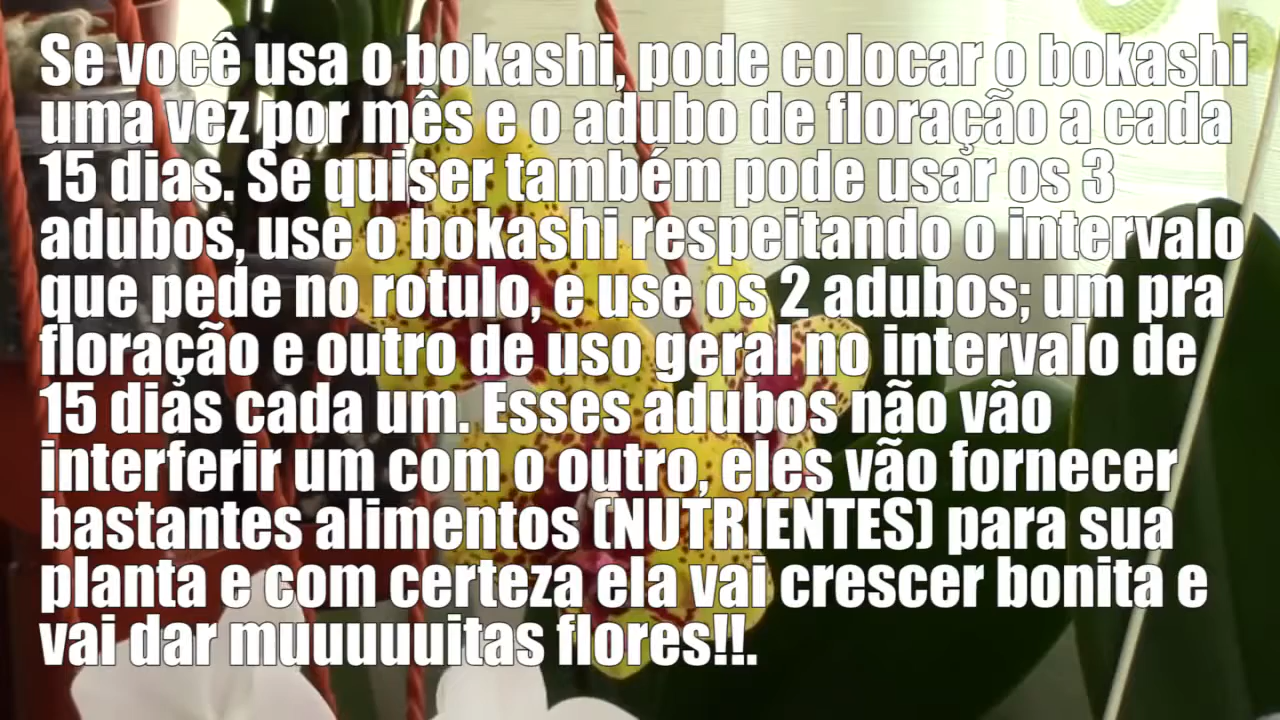 Se você usa o bokashi, pode colocar o bokashi
uma vez por mês e o adubo de floração a cada
15 dias. Se quiser também pode usar os 3
adubos, use o bokashi respeitando o intervalo
que pede no rotulo, e use os 2 adubos; um pra
floração e outro de uso geral no intervalo de
15 dias cada um. Esses adubos não vão
interferir um com o outro, eles vão fornecer
bastantes alimentos (NUTRIENTES) para sua
planta e com certeza ela vai crescer bonita e
vai dar muuuuuitas flores!!.